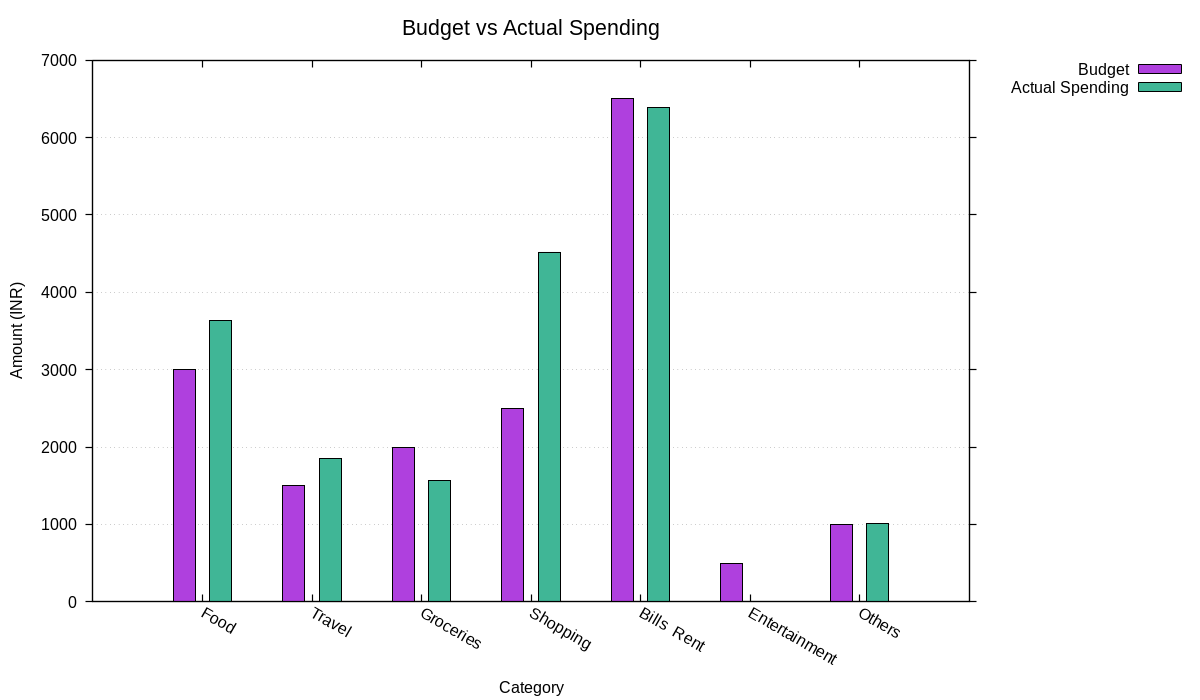 Budget vs Actual Spending
Budget
Actual Spending
7000
6000
5000
4000
3000
2000
1000
0
Amount (INR)
Food
Travel
Groceries
Shopping
Bills Rent
Entertainment
Others
Category